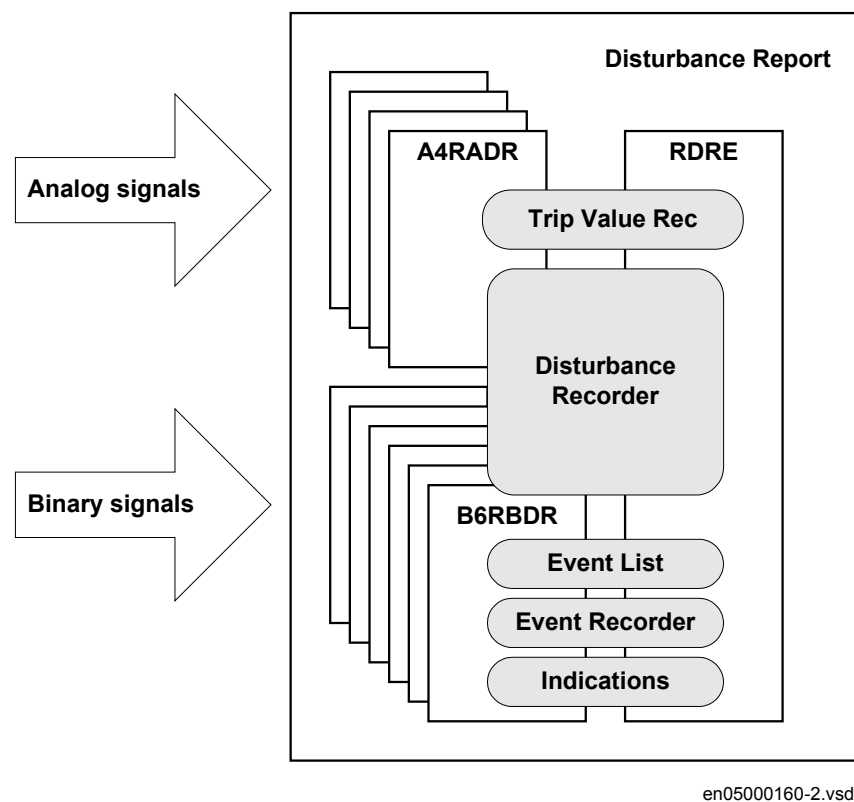 Disturbance Report
A4RADR
RDRE
Analog signals
Trip Value Rec
Disturbance
Recorder
Binary signals
B6RBDR
Event List
Event Recorder
Indications
en05000160-2.vsd